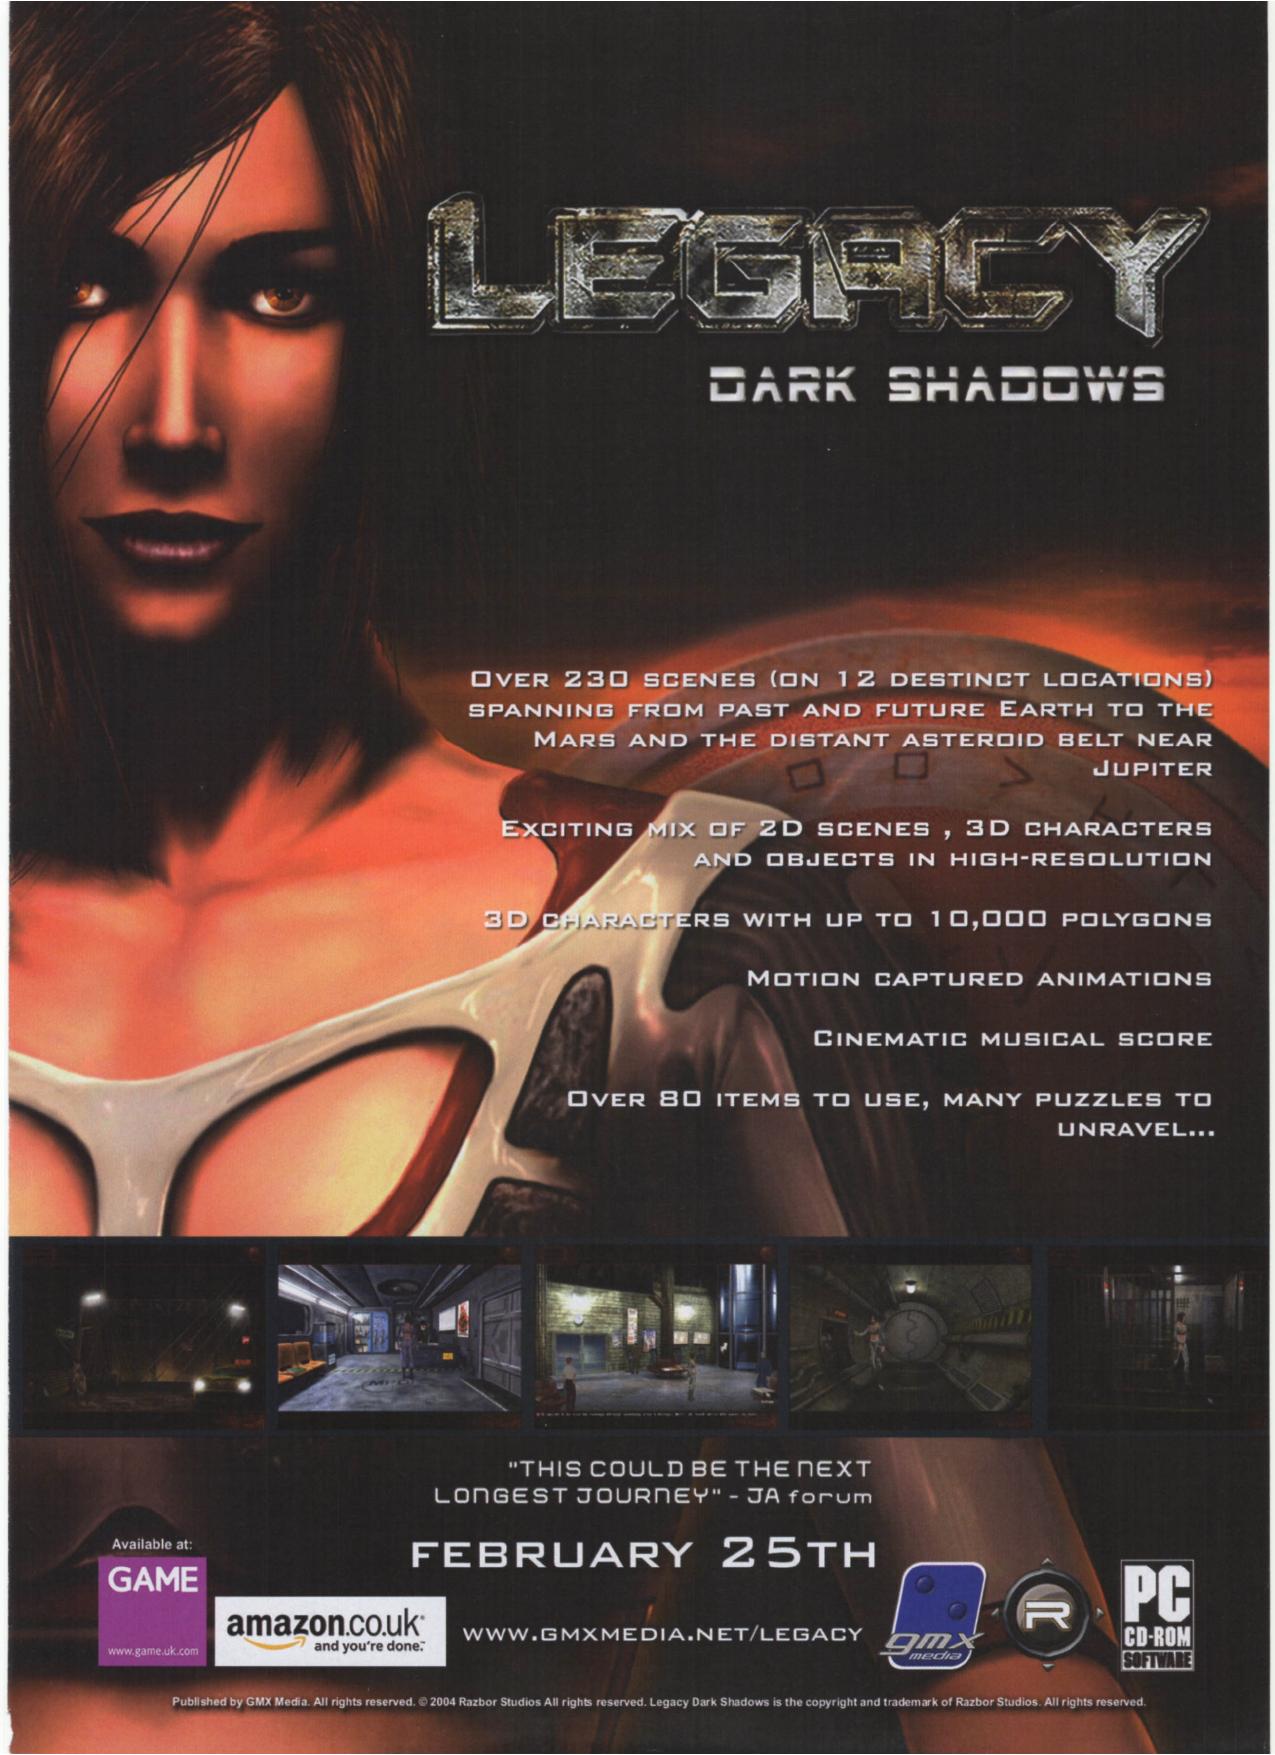 LEGACY
DARK SHADOWS
OVER 230 SCENES (ON 12 DESTINCT LOCATIONS)
SPANNING FROM PAST AND FUTURE EARTH TO THE
MARS AND THE DISTANT ASTEROID BELT NEAR
JUPITER
EXCITING MIX OF 2D SCENES , 3D CHARACTERS
AND OBJECTS IN HIGH-RESOLUTION
3D CHARACTERS WITH UP TO 10,000 POLYGONS
MOTION CAPTURED ANIMATIONS
CINEMATIC MUSICAL SCORE
OVER 80 ITEMS TO USE, MANY PUZZLES TO
UNRAVEL...
"THIS COULD BE THE NEXT
LONGEST JOURNEY" - JA forum
FEBRUARY 25TH
WWW.GMXMEDIA.NET/LEGACY
Available at:
GAME
www.game.uk.com
amazon.co.uk
and you're done.™
gmx
media
R
PC
CD-ROM
SOFTWARE
Published by GMX Media. All rights reserved. © 2004 Razbor Studios All rights reserved. Legacy Dark Shadows is the copyright and trademark of Razbor Studios. All rights reserved.